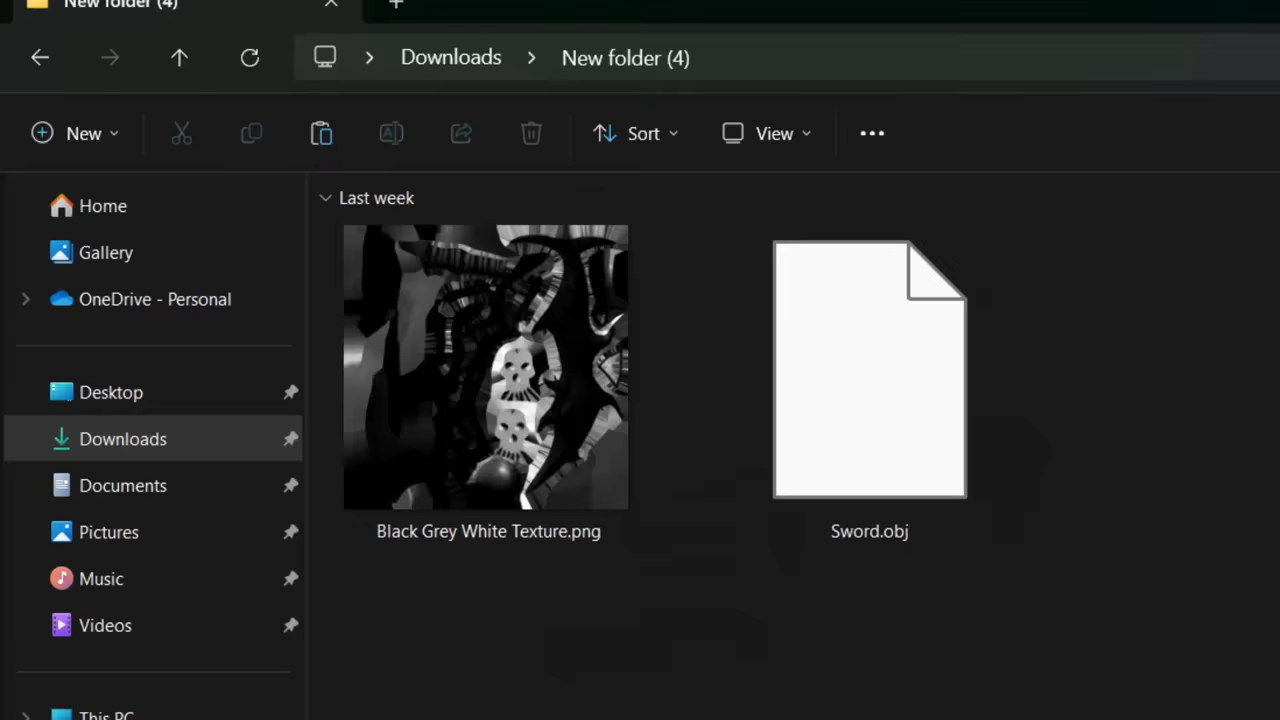 New folder (4)
Downloads
New folder (4)
New
Sort
View
Home
Gallery
OneDrive - Personal
Desktop
Downloads
Documents
Pictures
Music
Videos
This PC
Last week
Black Grey White Texture.png
Sword.obj